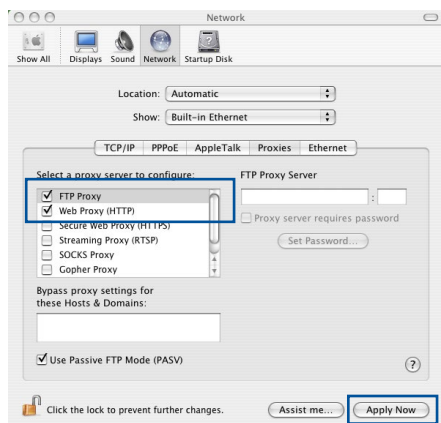 Network
Show All Displays Sound Network Startup Disk
Location: Automatic
Show: Built-in Ethernet
TCP/IP PPPoE AppleTalk Proxies Ethernet
Select a proxy server to configure: FTP Proxy Server
FTP Proxy :
Web Proxy (HTTP) Proxy server requires password
Secure Web Proxy (HTTPS)
Streaming Proxy (RTSP) Set Password...
SOCKS Proxy
Gopher Proxy
Bypass proxy settings for
these Hosts & Domains:
Use Passive FTP Mode (PASV) ?
Click the lock to prevent further changes. Assist me... Apply Now